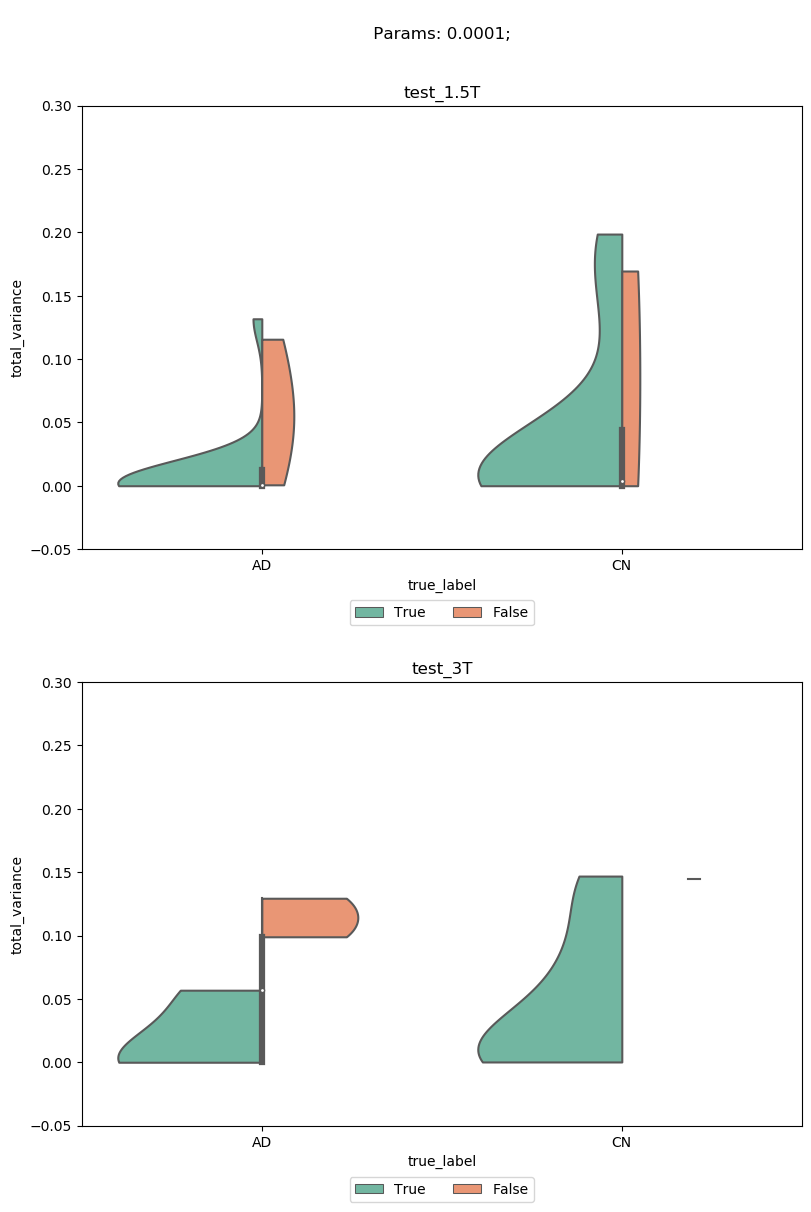 Params: 0.0001;
test_1.5T
0.30
0.25
0.20
0.15
0.10
0.05
0.00
−0.05
total_variance
AD
CN
true_label
True
False
test_3T
0.30
0.25
0.20
0.15
0.10
0.05
0.00
−0.05
total_variance
AD
CN
true_label
True
False